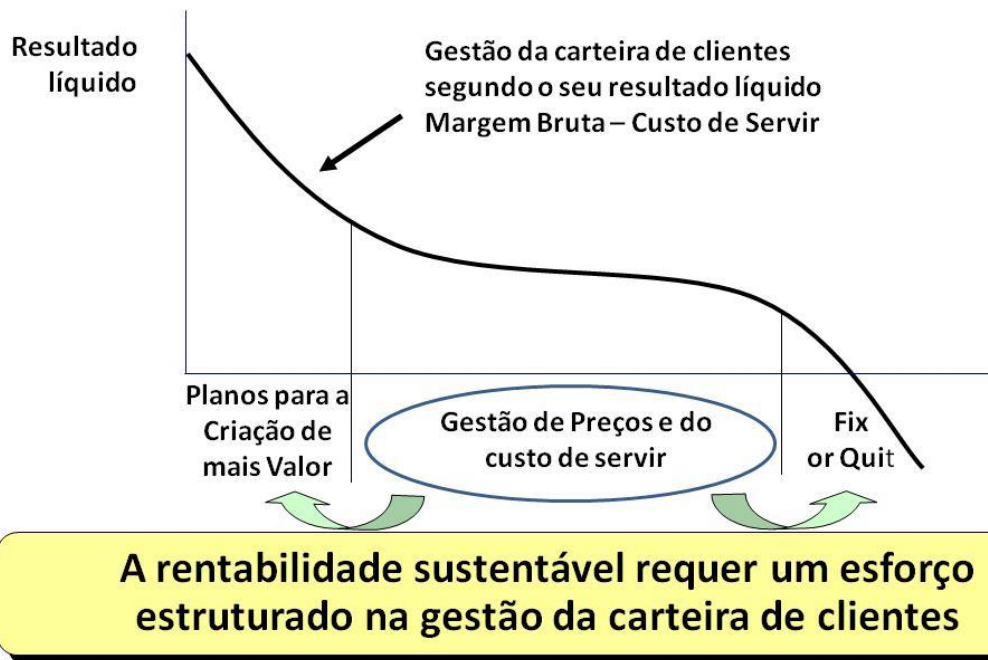 Resultado
líquido
Gestão da carteira de clientes
segundo o seu resultado líquido
Margem Bruta – Custo de Servir
Planos para a
Criação de
mais Valor
Gestão de Preços e do
custo de servir
Fix
or Quit
A rentabilidade sustentável requer um esforço
estruturado na gestão da carteira de clientes